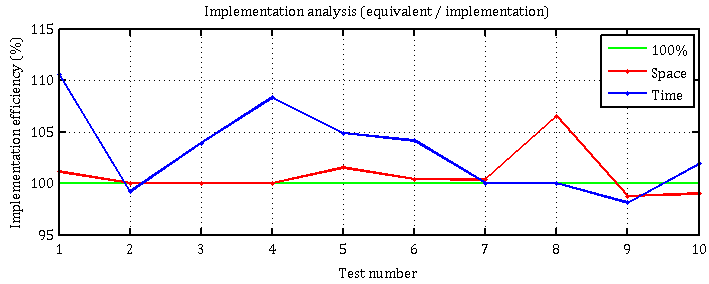 Implementation analysis (equivalent / implementation)
Implementation efficiency (%)
115
110
105
100
95
100%
Space
Time
1 2 3 4 5 6 7 8 9 10
Test number